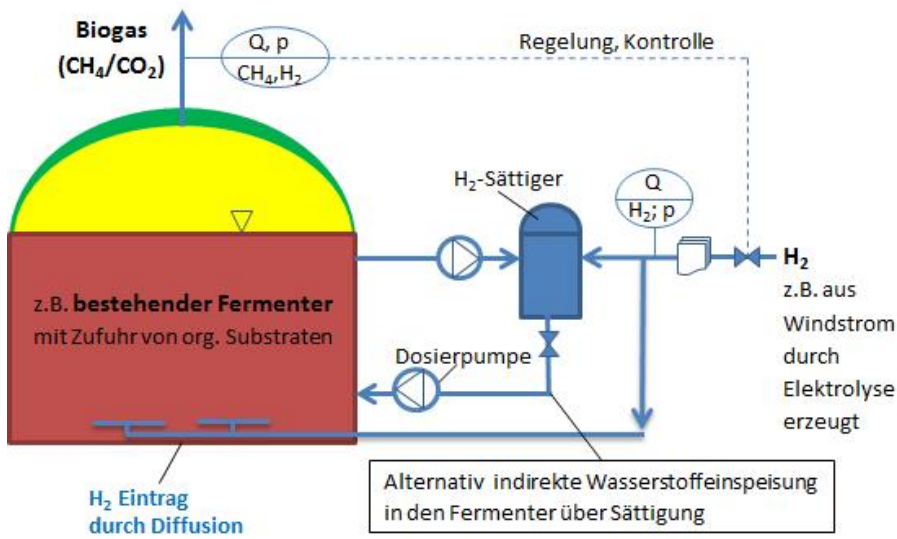 Biogas
(CH₄/CO₂)
Q, p
CH₄,H₂
Regelung, Kontrolle
H₂-Sättiger
Q
H₂; p
H₂
z.B. aus
Windstrom
durch
Elektrolyse
erzeugt
z.B. bestehender Fermenter
mit Zufuhr von org. Substraten
Dosierpumpe
H₂ Eintrag
durch Diffusion
Alternativ indirekte Wasserstoffeinspeisung
in den Fermenter über Sättigung